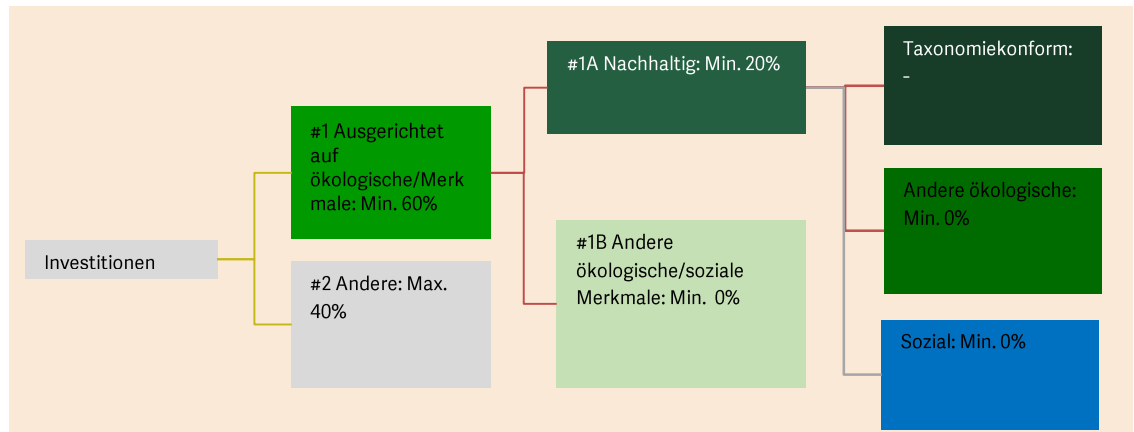 Investitionen
#1 Ausgerichtet
auf
ökologische/Merk
male: Min. 60%
#2 Andere: Max.
40%
#1A Nachhaltig: Min. 20%
#1B Andere
ökologische/soziale
Merkmale: Min. 0%
Taxonomiekonform:
-
Andere ökologische:
Min. 0%
Sozial: Min. 0%